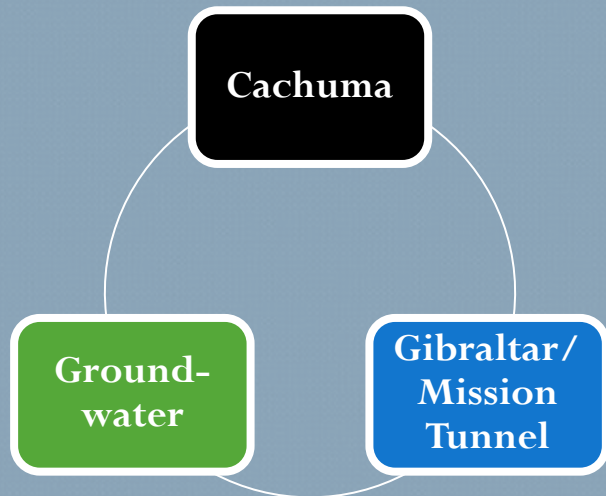 Cachuma
Ground-
water
Gibraltar/
Mission
Tunnel